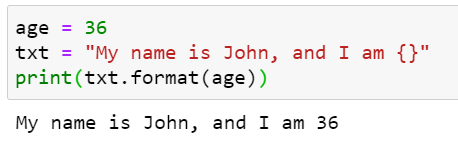 age = 36
txt = "My name is John, and I am {}"
print(txt.format(age))
My name is John, and I am 36